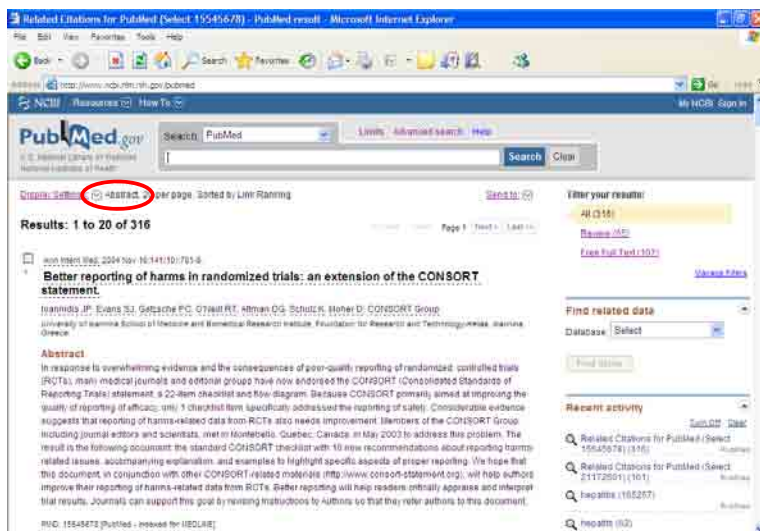 Related Citations for PubMed (Select 15545678) - PubMed result - Microsoft Internet Explorer
File Edit View Favorites Tools Help
Back Search Favorites
Address http://www.ncbi.nlm.nih.gov/pubmed Go
NCBI Resources How To My NCBI Sign In
PubMed.gov
U.S. National Library of Medicine
National Institutes of Health
Search: PubMed
Limits Advanced search Help
Search Clear
Display Settings: Abstract, 20 per page, Sorted by Link Ranking Send to:
Filter your results:
All (316)
Review (65)
Free Full Text (107)
Manage Filters
Results: 1 to 20 of 316
Page 1 Next > Last >>
Ann Intern Med. 2004 Nov 16;141(10):781-8.
Better reporting of harms in randomized trials: an extension of the CONSORT
statement.
Ioannidis JP, Evans SJ, Gøtzsche PC, O'Neill RT, Altman DG, Schulz K, Moher D; CONSORT Group
University of Ioannina School of Medicine and Biomedical Research Institute, Foundation for Research and Technology-Hellas, Ioannina,
Greece.
Abstract
In response to overwhelming evidence and the consequences of poor-quality reporting of randomized, controlled trials
(RCTs), many medical journals and editorial groups have now endorsed the CONSORT (Consolidated Standards of
Reporting Trials) statement, a 22-item checklist and flow diagram. Because CONSORT primarily aimed at improving the
quality of reporting of efficacy, only 1 checklist item specifically addressed the reporting of safety. Considerable evidence
suggests that reporting of harms-related data from RCTs also needs improvement. Members of the CONSORT Group
including journal editors and scientists, met in Montebello, Quebec, Canada, in May 2003 to address this problem. The
result is the following document: the standard CONSORT checklist with 10 new recommendations about reporting harms-
related issues, accompanying explanation, and examples to highlight specific aspects of proper reporting. We hope that
this document, in conjunction with other CONSORT-related materials (http://www.consort-statement.org), will help authors
improve their reporting of harms-related data from RCTs. Better reporting will help readers critically appraise and interpret
trial results. Journals can support this goal by revising Instructions to Authors so that they refer authors to this document.
PMID: 15545678 [PubMed - indexed for MEDLINE]
Find related data
Database: Select
Find items
Recent activity
Turn Off Clear
Related Citations for PubMed (Select
15545678) (316) PubMed
Related Citations for PubMed (Select
21172601) (161) PubMed
hepatitis (165267)
PubMed
hepatitis (63)